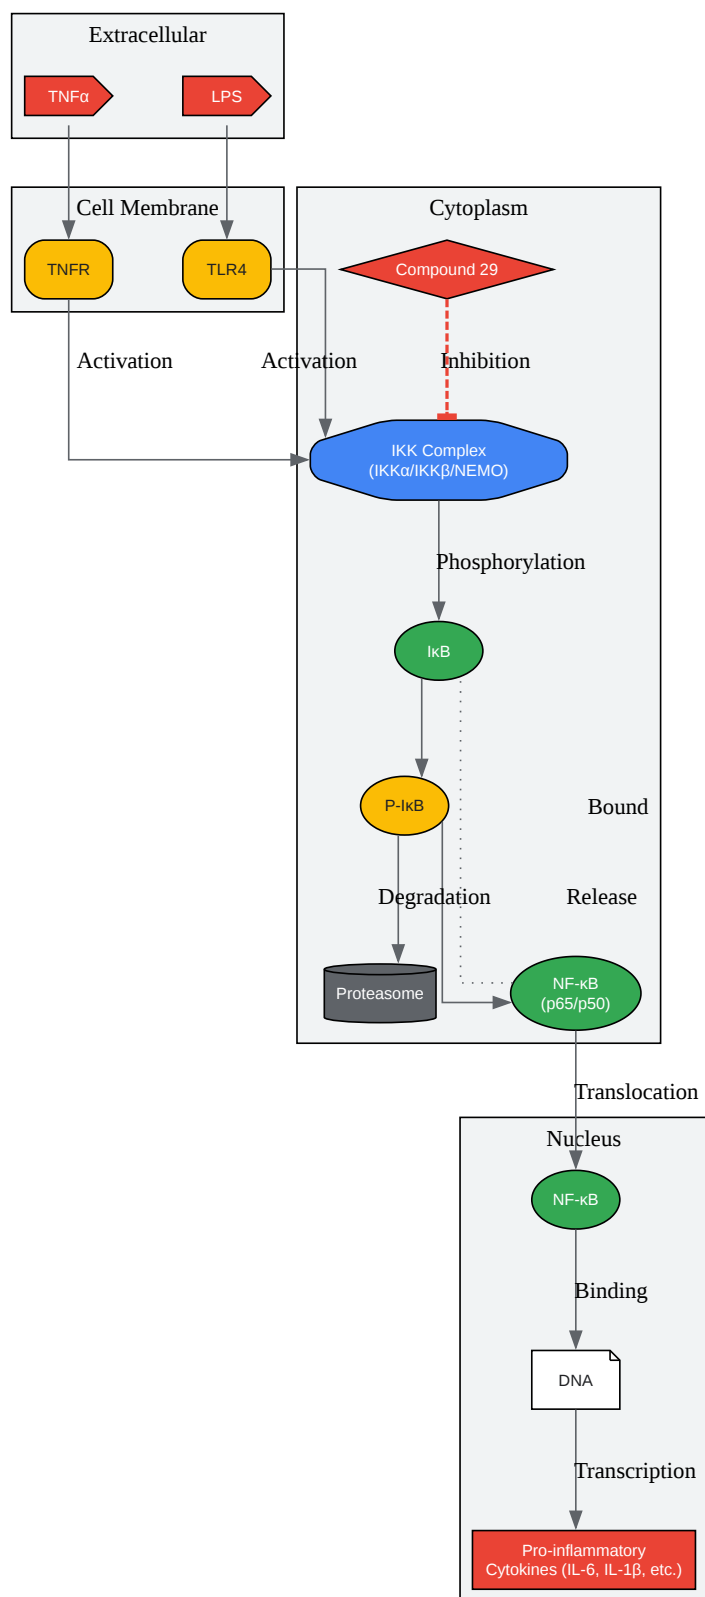 Extracellular
TNFα
LPS
Cell Membrane
Cytoplasm
TNFR
TLR4
Compound 29
Activation
Activation
Inhibition
IKK Complex
(IKKα/IKKβ/NEMO)
Phosphorylation
IκB
P-IκB
Bound
Degradation
Release
Proteasome
NF-κB
(p65/p50)
Translocation
Nucleus
NF-κB
Binding
DNA
Transcription
Pro-inflammatory
Cytokines (IL-6, IL-1β, etc.)